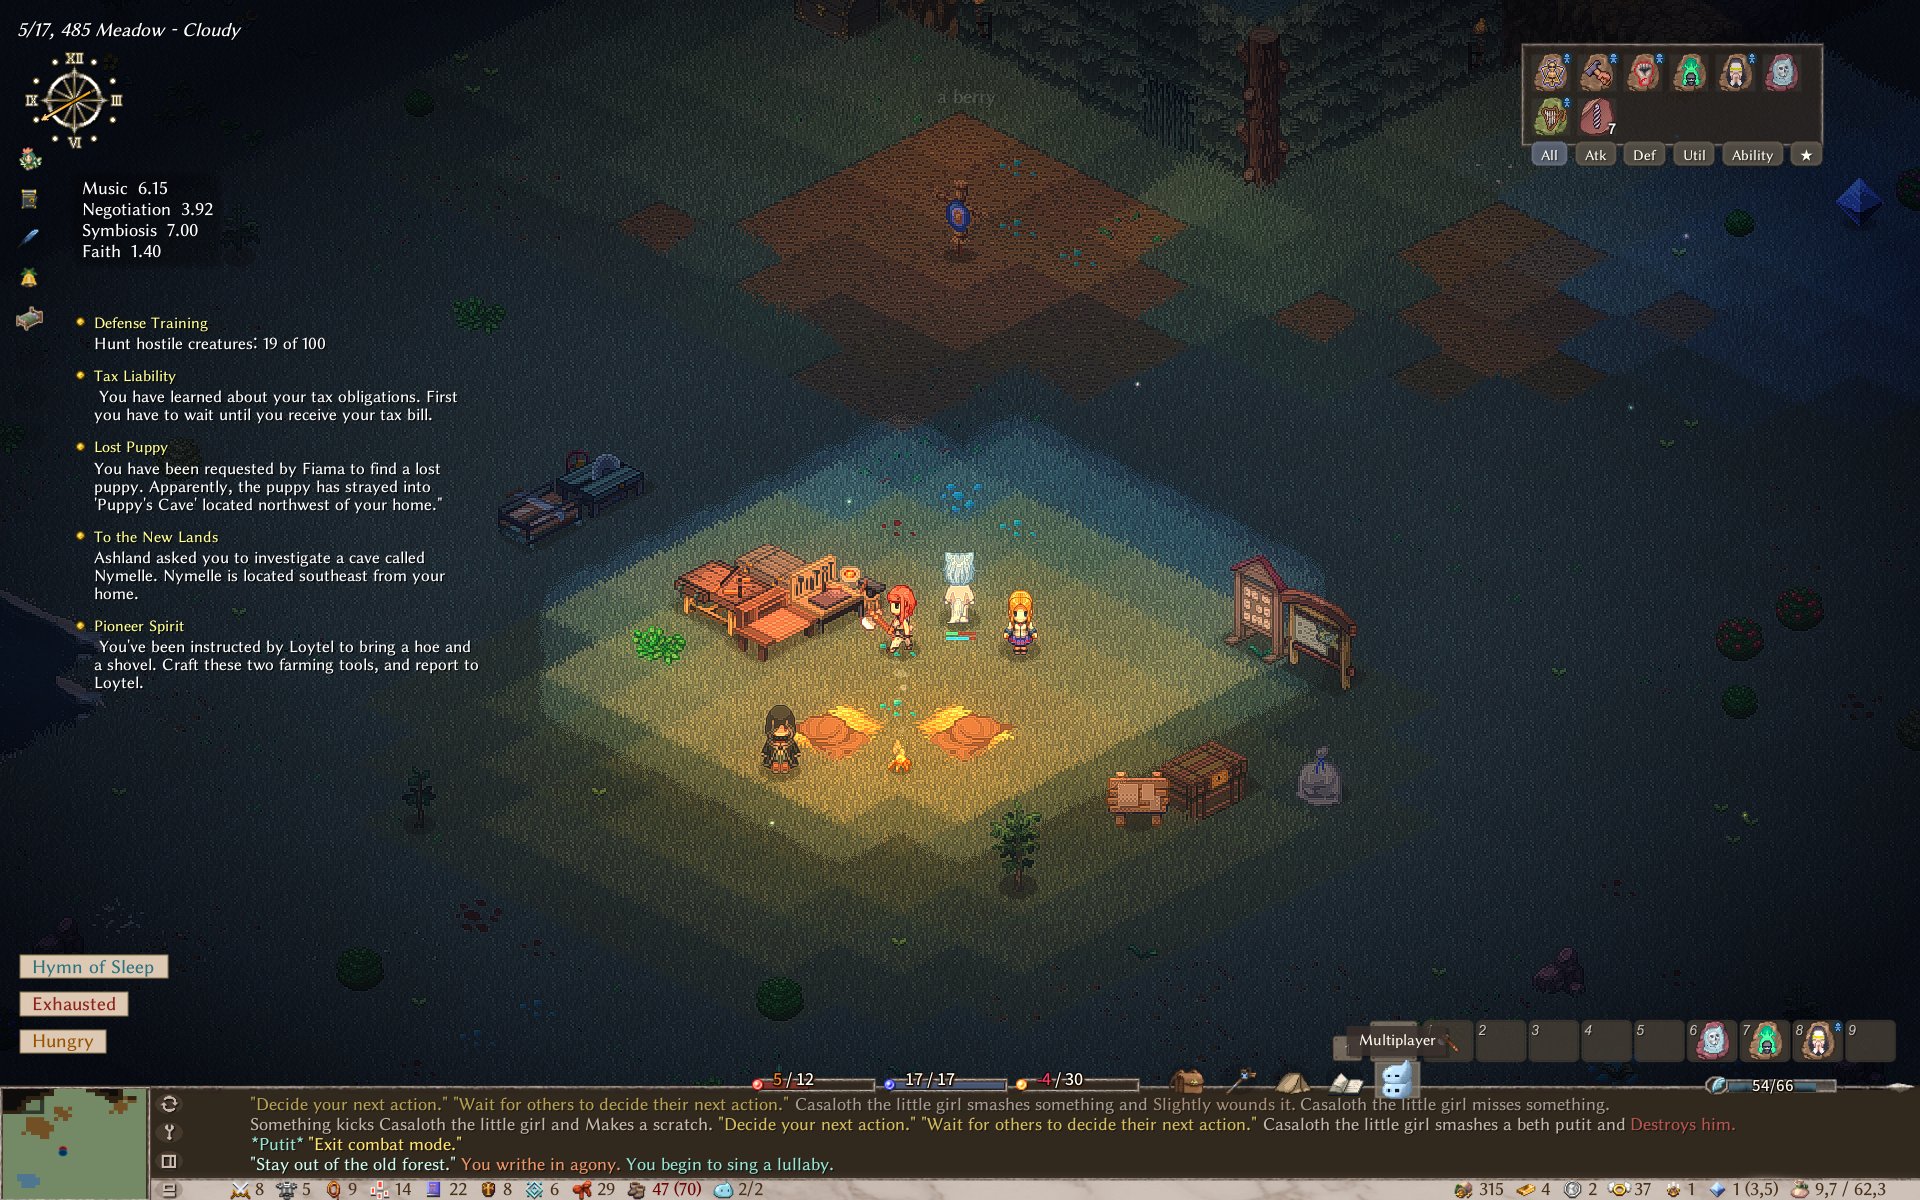 5/17, 485 Meadow - Cloudy
XII
IX
III
VI
Music 6.15
Negotiation 3.92
Symbiosis 7.00
Faith 1.40
Defense Training
Hunt hostile creatures: 19 of 100
Tax Liability
You have learned about your tax obligations. First
you have to wait until you receive your tax bill.
Lost Puppy
You have been requested by Fiama to find a lost
puppy. Apparently, the puppy has strayed into
'Puppy's Cave' located northwest of your home."
To the New Lands
Ashland asked you to investigate a cave called
Nymelle. Nymelle is located southeast from your
home.
Pioneer Spirit
You've been instructed by Loytel to bring a hoe and
a shovel. Craft these two farming tools, and report to
Loytel.
a berry
7
All Atk Def Util Ability ★
Hymn of Sleep
Exhausted
Hungry
Multiplayer
2 3 4 5 6 7 8 9
5 / 12 17 / 17 -4 / 30 54/66
"Decide your next action." "Wait for others to decide their next action." Casaloth the little girl smashes something and Slightly wounds it. Casaloth the little girl misses something.
Something kicks Casaloth the little girl and Makes a scratch. "Decide your next action." "Wait for others to decide their next action." Casaloth the little girl smashes a beth putit and Destroys him.
*Putit* "Exit combat mode."
"Stay out of the old forest." You writhe in agony. You begin to sing a lullaby.
8 5 9 14 22 8 6 29 47 (70) 2/2 315 4 2 37 1 1 (3,5) 9,7 / 62,3